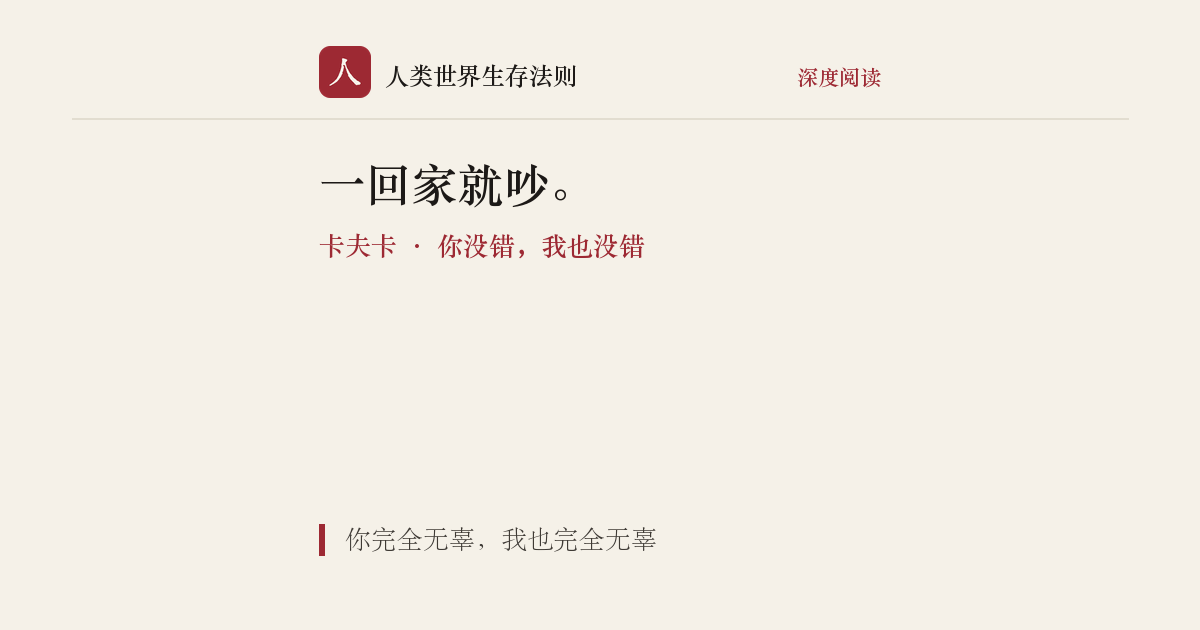 人 人类世界生存法则 深度阅读
一回家就吵。
卡夫卡 · 你没错，我也没错
你完全无辜，我也完全无辜